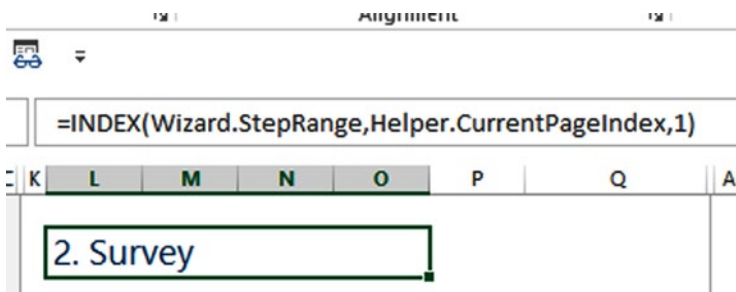 Alignment
=INDEX(Wizard.StepRange,Helper.CurrentPageIndex,1)
K L M N O P Q A
2. Survey